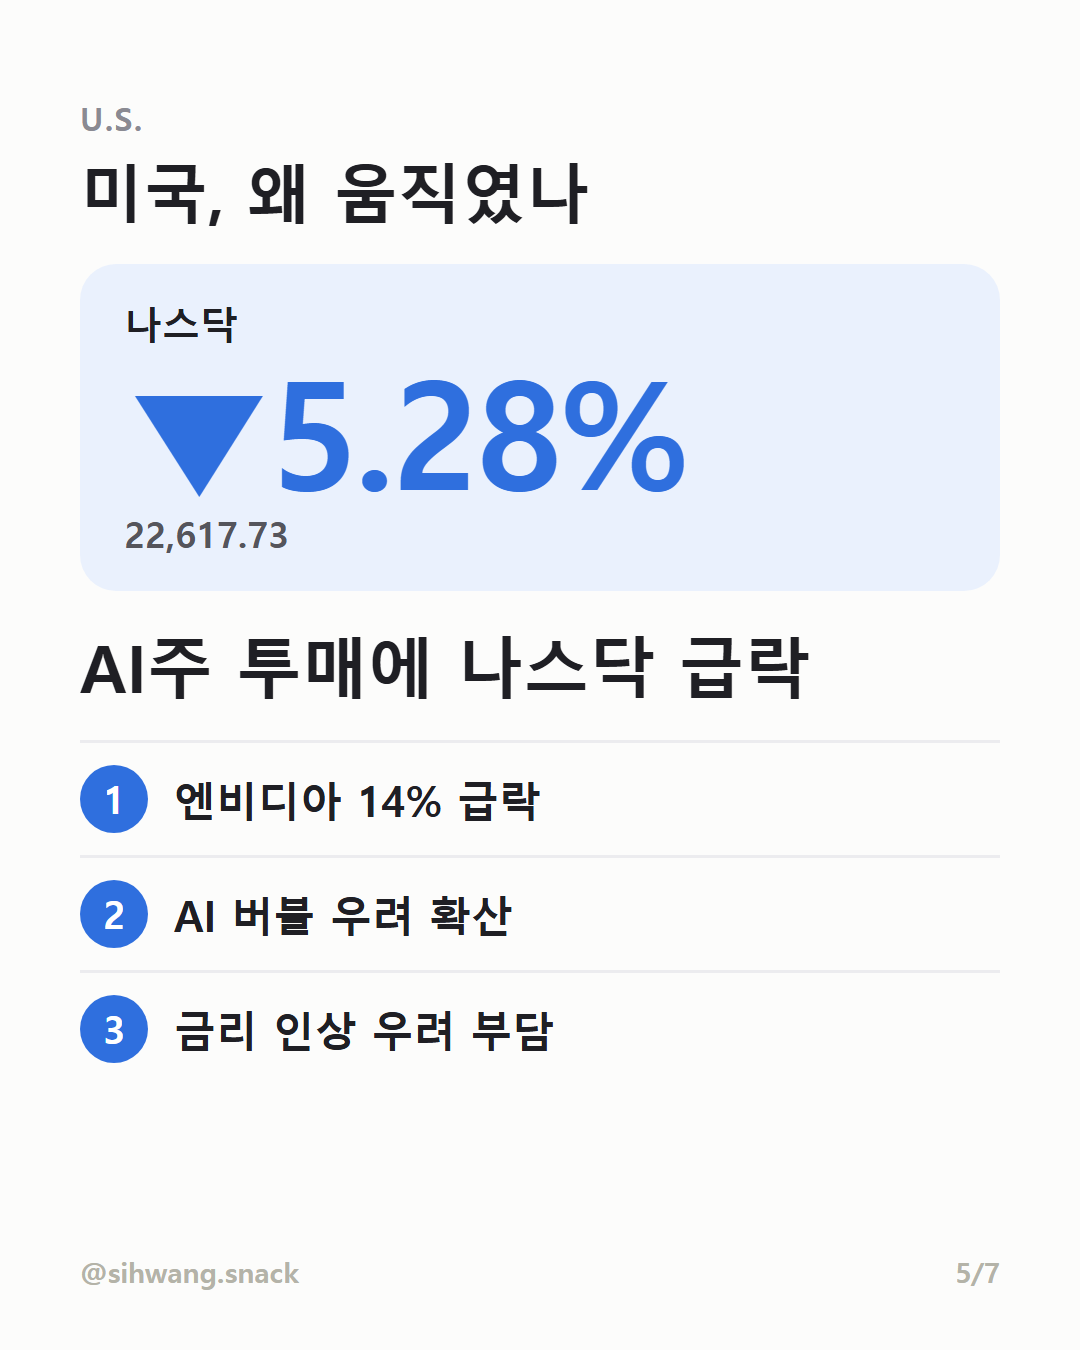 U.S.
미국, 왜 움직였나
나스닥
▼5.28%
22,617.73
AI주 투매에 나스닥 급락
1 엔비디아 14% 급락
2 AI 버블 우려 확산
3 금리 인상 우려 부담
@sihwang.snack
5/7